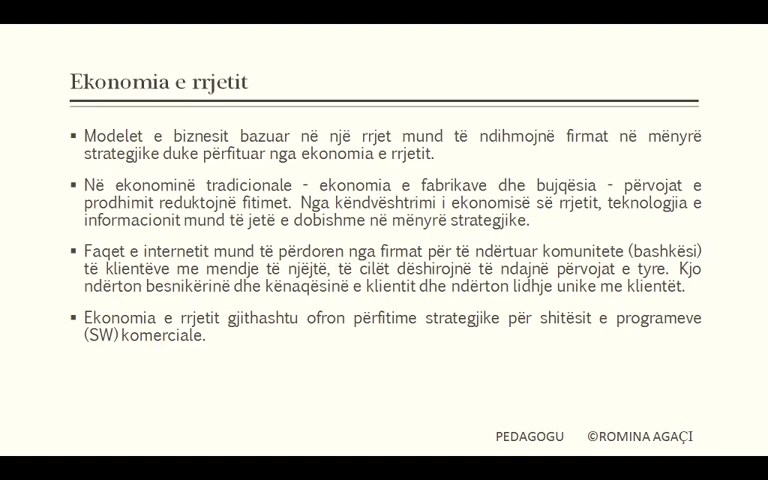 Ekonomia e rrjetit
▪ Modelet e biznesit bazuar në një rrjet mund të ndihmojnë firmat në mënyrë
strategjike duke përfituar nga ekonomia e rrjetit.
▪ Në ekonominë tradicionale - ekonomia e fabrikave dhe bujqësia - përvojat e
prodhimit reduktojnë fitimet. Nga këndvështrimi i ekonomisë së rrjetit, teknologjia e
informacionit mund të jetë e dobishme në mënyrë strategjike.
▪ Faqet e internetit mund të përdoren nga firmat për të ndërtuar komunitete (bashkësi)
të klientëve me mendje të njëjtë, të cilët dëshirojnë të ndajnë përvojat e tyre. Kjo
ndërton besnikërinë dhe kënaqësinë e klientit dhe ndërton lidhje unike me klientët.
▪ Ekonomia e rrjetit gjithashtu ofron përfitime strategjike për shitësit e programeve
(SW) komerciale.
PEDAGOGU ©ROMINA AGAÇI